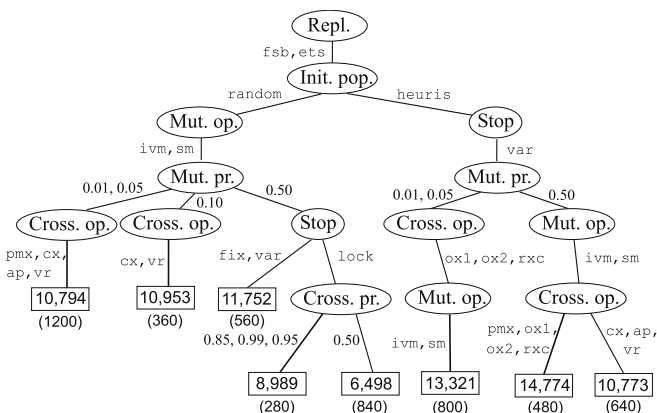 Repl.
fsb,ets
Init. pop.
random
heuris
Mut. op.
Stop
ivm,sm
var
Mut. pr.
Mut. pr.
0.01, 0.05
0.10
0.50
0.01, 0.05
0.50
Cross. op.
Cross. op.
Stop
Cross. op.
Mut. op.
pmx,cx,
ap,vr
cx,vr
fix,var
lock
ox1,ox2,rxc
ivm,sm
10,794
10,953
11,752
Cross. pr.
Mut. op.
Cross. op.
(1200)
(360)
(560)
0.85, 0.99, 0.95
0.50
ivm,sm
pmx,ox1,
ox2,rxc
cx,ap,
vr
8,989
6,498
13,321
14,774
10,773
(280)
(840)
(800)
(480)
(640)